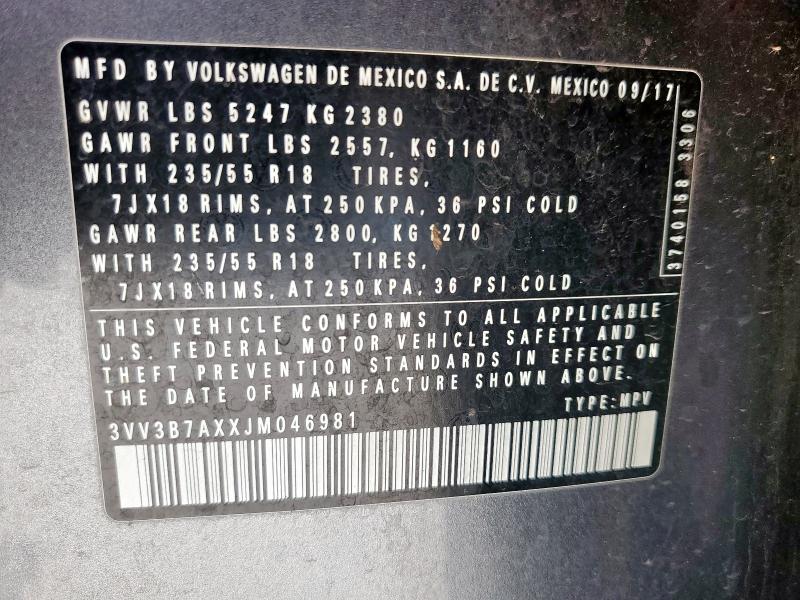 MFD BY VOLKSWAGEN DE MEXICO S.A. DE C.V. MEXICO 09/17
GVWR LBS 5247 KG 2380
GAWR FRONT LBS 2557, KG 1160
WITH 235/55 R18 TIRES,
7JX18 RIMS, AT 250 KPA, 36 PSI COLD
GAWR REAR LBS 2800, KG 1270
WITH 235/55 R18 TIRES,
7JX18 RIMS, AT 250 KPA, 36 PSI COLD
3740158 3306
THIS VEHICLE CONFORMS TO ALL APPLICABLE
U.S. FEDERAL MOTOR VEHICLE SAFETY AND
THEFT PREVENTION STANDARDS IN EFFECT ON
THE DATE OF MANUFACTURE SHOWN ABOVE.
TYPE: MPV
3VV3B7AXXJM046981